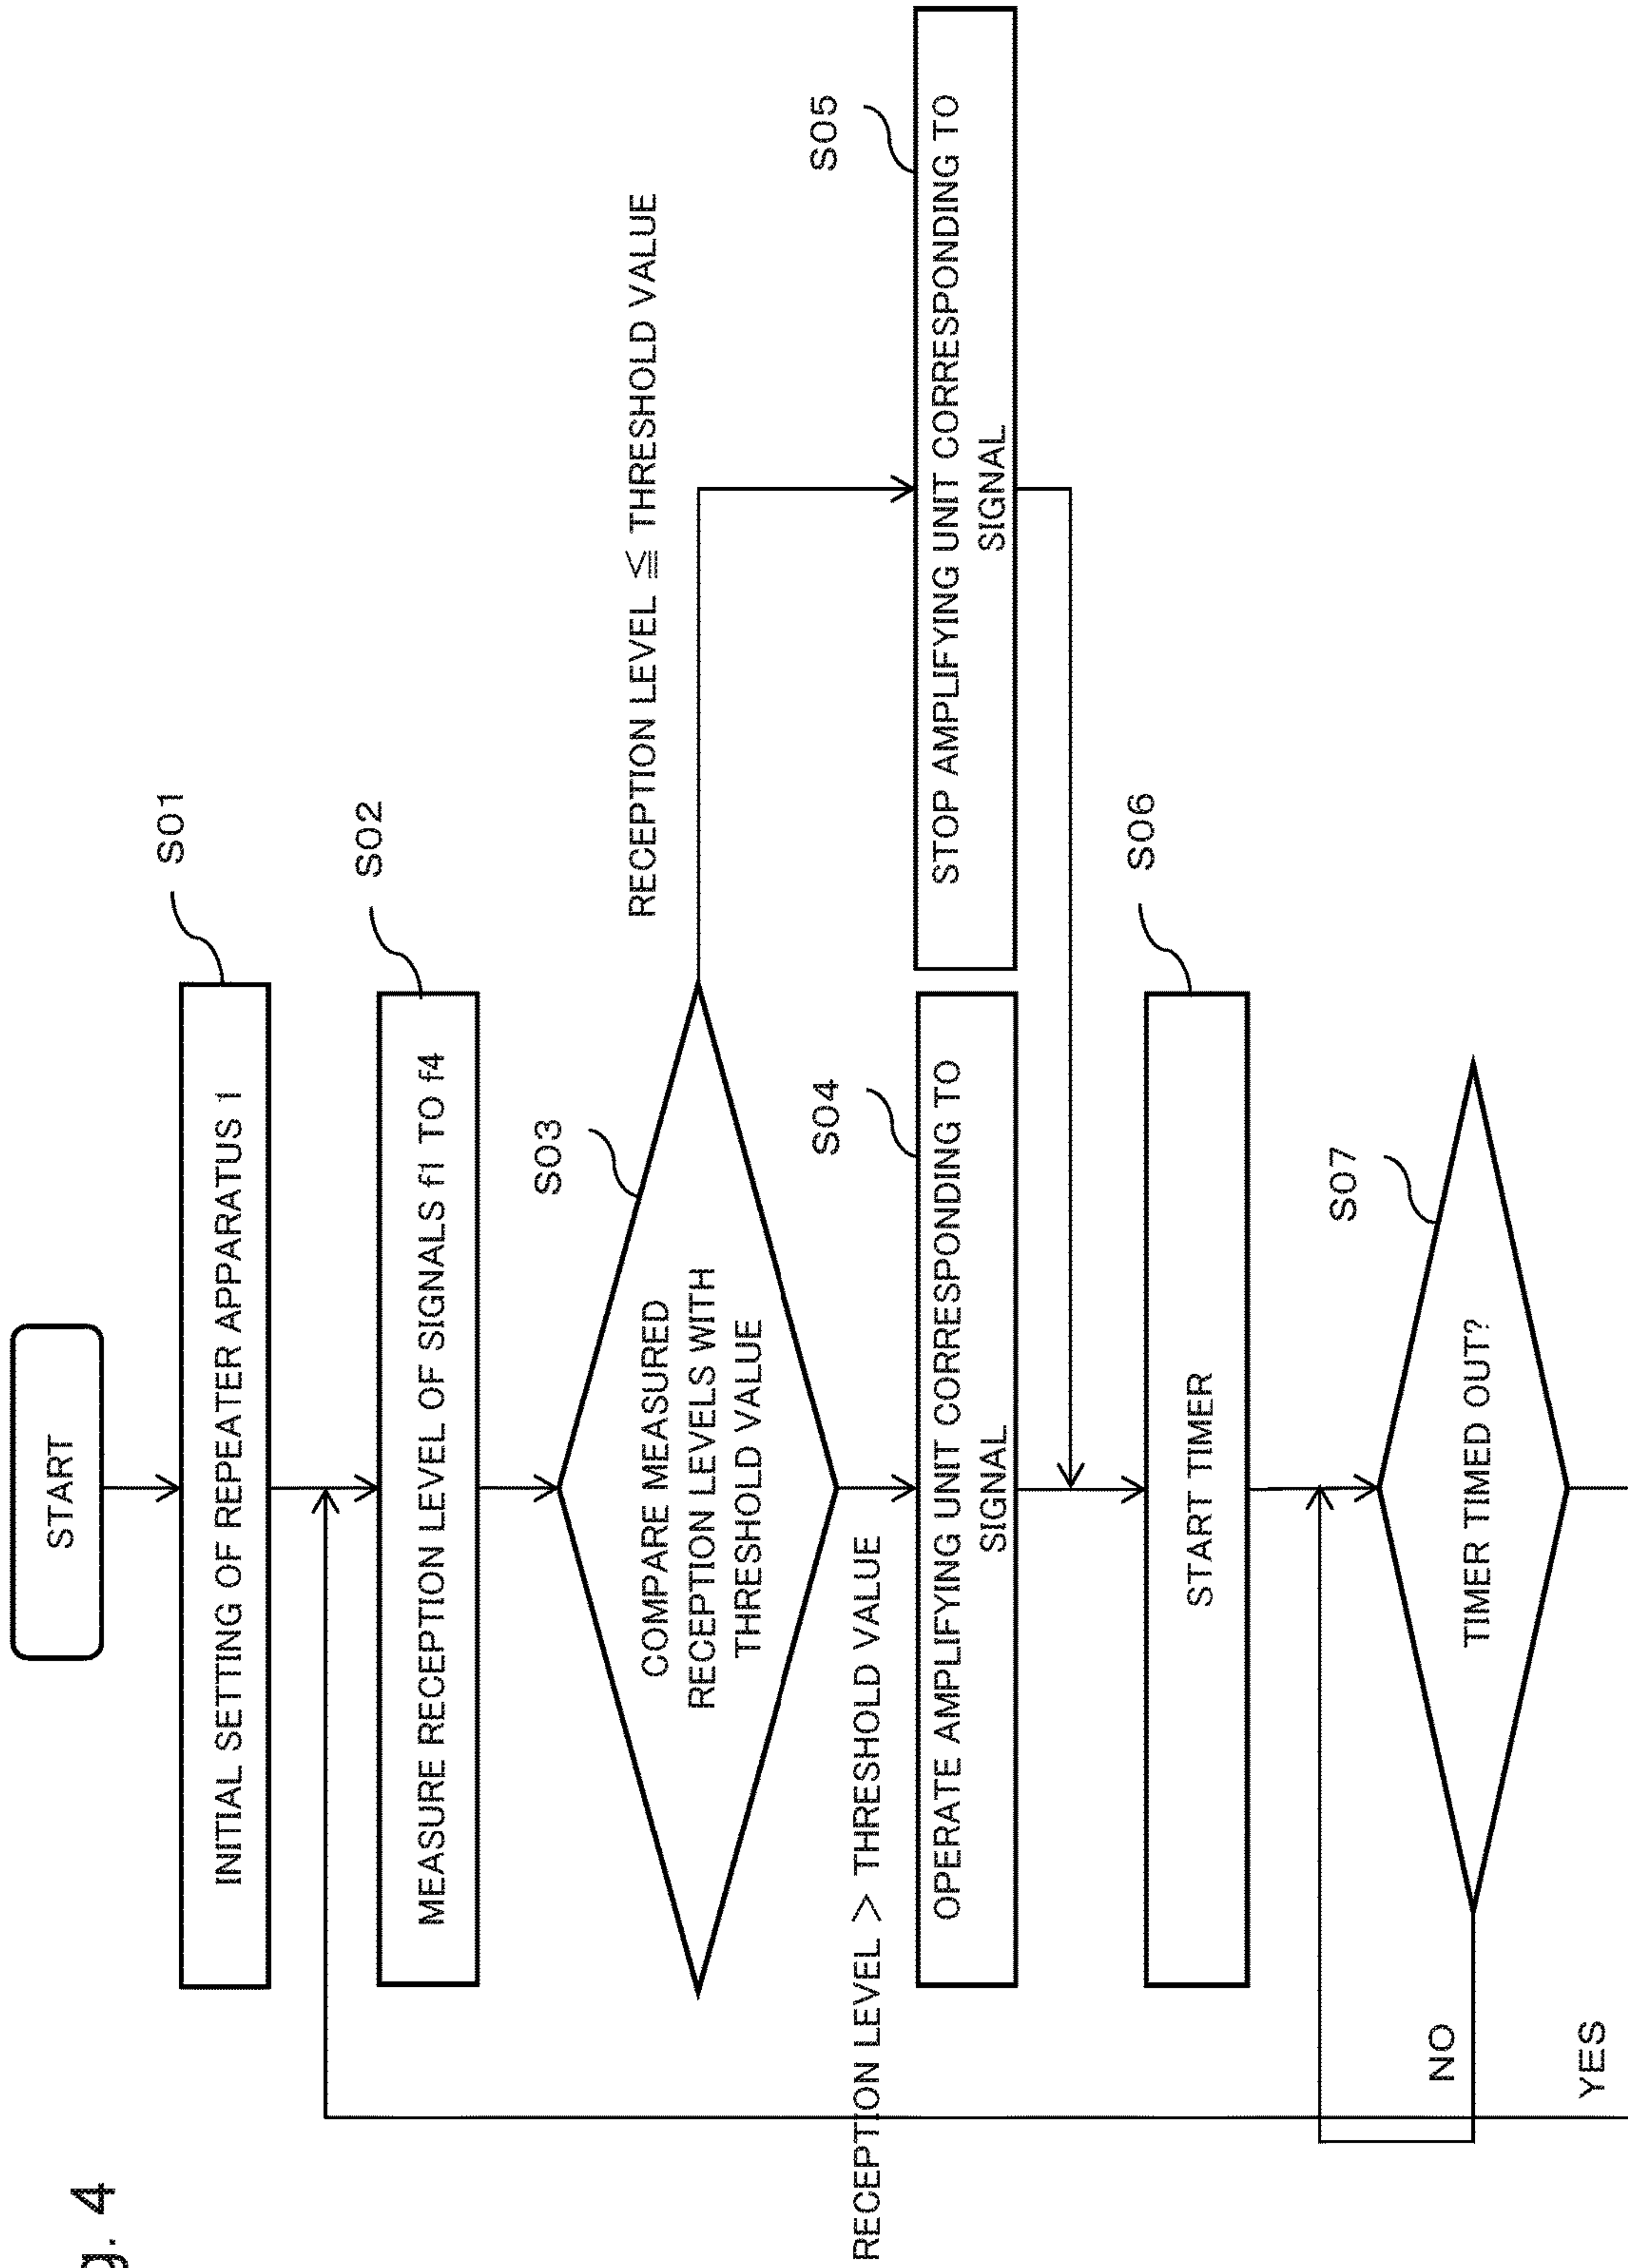 g. 4
START
INITIAL SETTING OF REPEATER APPARATUS 1
S01
MEASURE RECEPTION LEVEL OF SIGNALS f1 TO f4
S02
COMPARE MEASURED
RECEPTION LEVELS WITH
THRESHOLD VALUE
S03
RECEPTION LEVEL ≦ THRESHOLD VALUE
RECEPTION LEVEL > THRESHOLD VALUE
OPERATE AMPLIFYING UNIT CORRESPONDING TO
SIGNAL
S04
STOP AMPLIFYING UNIT CORRESPONDING TO
SIGNAL
S05
START TIMER
S06
TIMER TIMED OUT?
S07
NO
YES